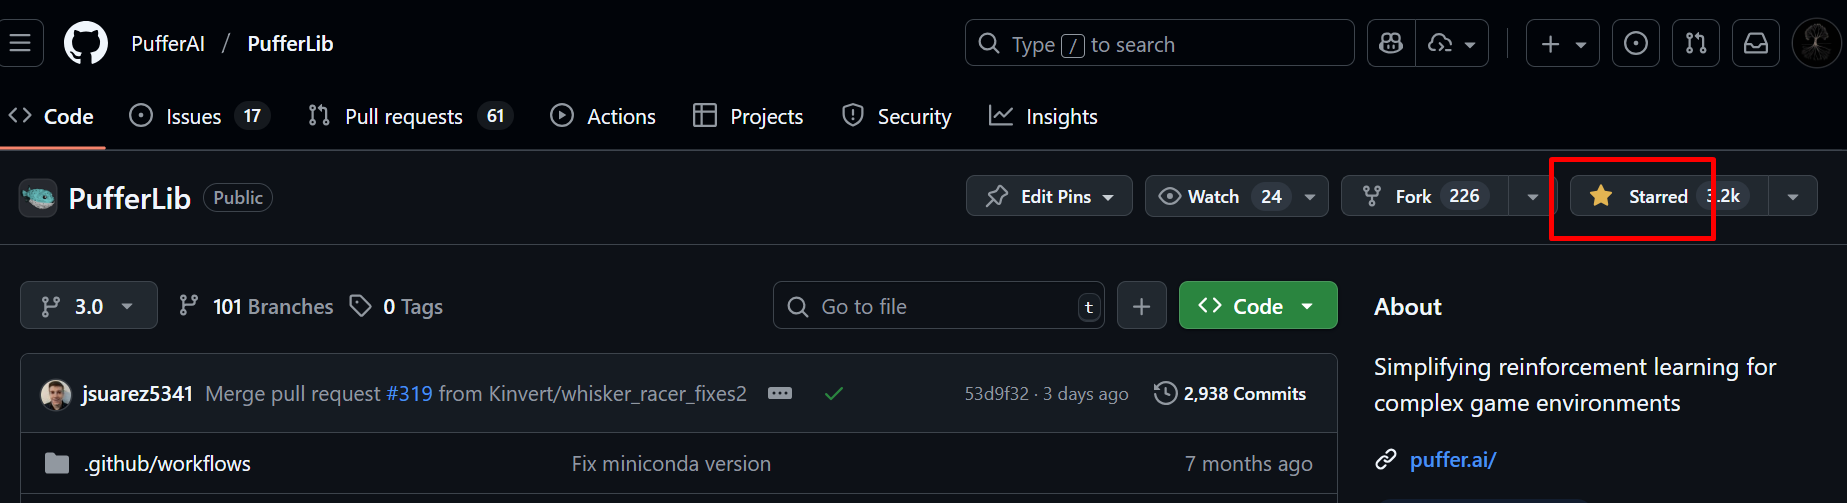 PufferAI / PufferLib
Type / to search
Code
Issues 17
Pull requests 61
Actions
Projects
Security
Insights
PufferLib Public
Edit Pins
Watch 24
Fork 226
Starred 3.2k
3.0
101 Branches
0 Tags
Go to file t
+
Code
jsuarez5341 Merge pull request #319 from Kinvert/whisker_racer_fixes2
53d9f32 · 3 days ago
2,938 Commits
.github/workflows
Fix miniconda version
7 months ago
About
Simplifying reinforcement learning for
complex game environments
puffer.ai/